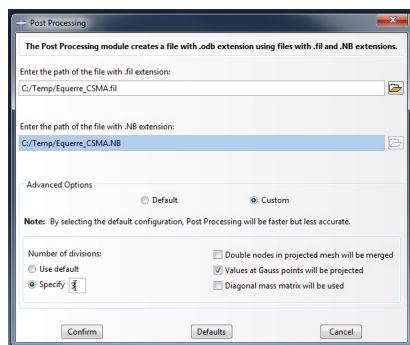 Post Processing
The Post Processing module creates a file with .odb extension using files with .fil and .NB extensions.
Enter the path of the file with .fil extension:
C:/Temp/Equerre_CSMA.fil
Enter the path of the file with .NB extension:
C:/Temp/Equerre_CSMA.NB
Advanced Options
Default
Custom
Note: By selecting the default configuration, Post Processing will be faster but less accurate.
Number of divisions:
Use default
Specify 3
Double nodes in projected mesh will be merged
Values at Gauss points will be projected
Diagonal mass matrix will be used
Confirm
Defaults
Cancel